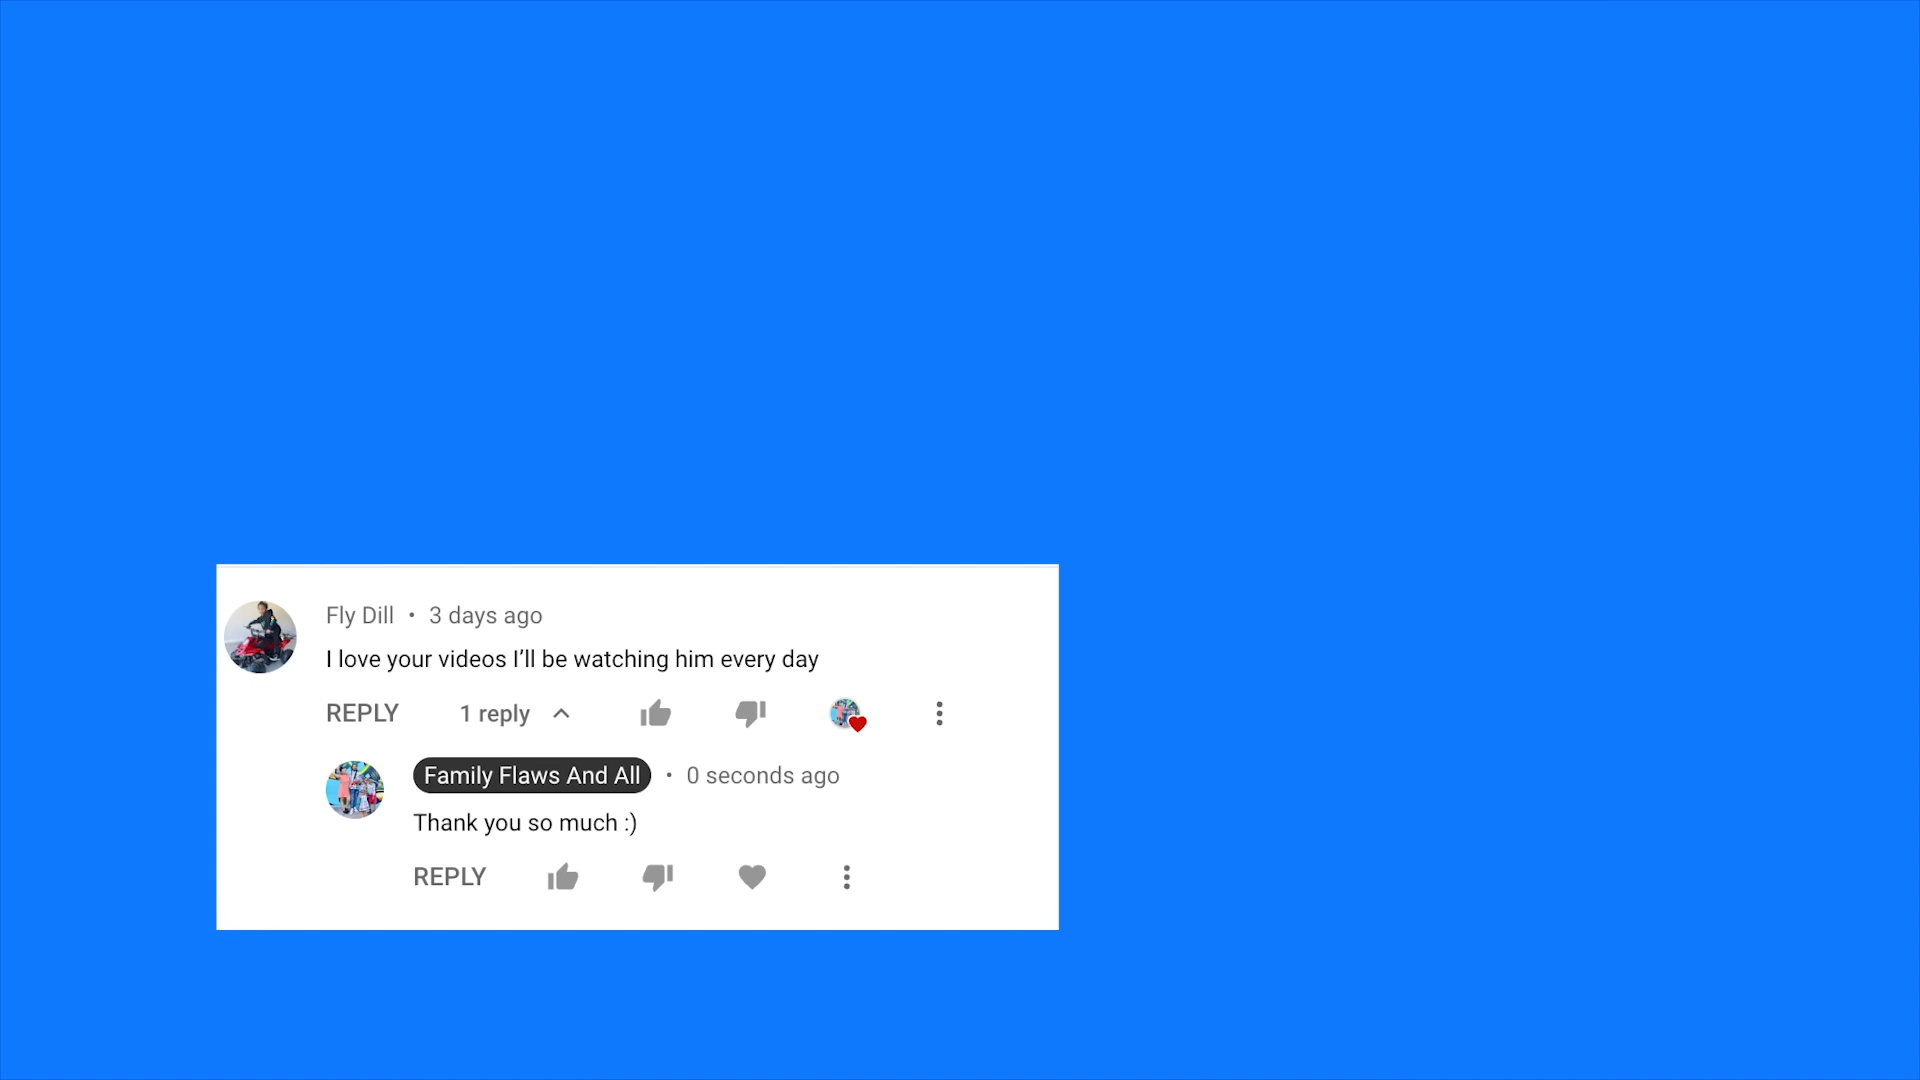 Fly Dill • 3 days ago
I love your videos I’ll be watching him every day
REPLY 1 reply
Family Flaws And All • 0 seconds ago
Thank you so much :)
REPLY